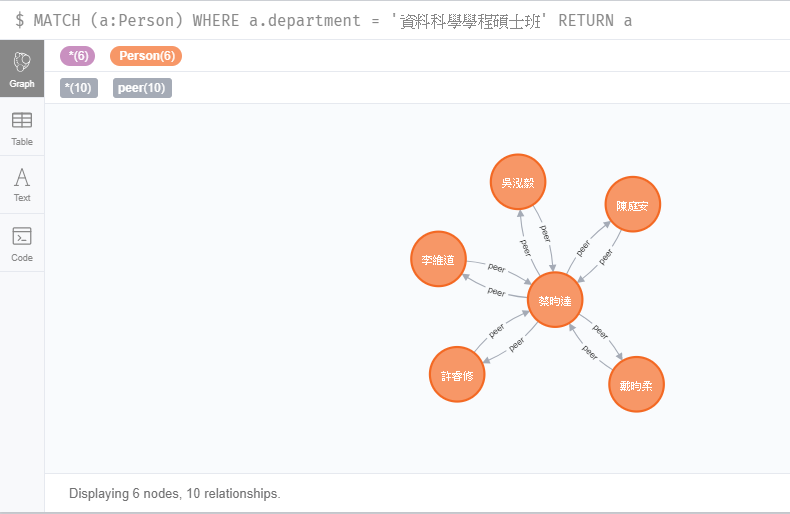 $ MATCH (a:Person) WHERE a.department = '資料科學學程碩士班' RETURN a
*(6) Person(6)
*(10) peer(10)
Graph
Table
Text
Code
吳泓毅
陳庭安
李維道
蔡昀達
許睿修
戴昀柔
peer
peer
peer
peer
peer
peer
peer
peer
peer
peer
Displaying 6 nodes, 10 relationships.